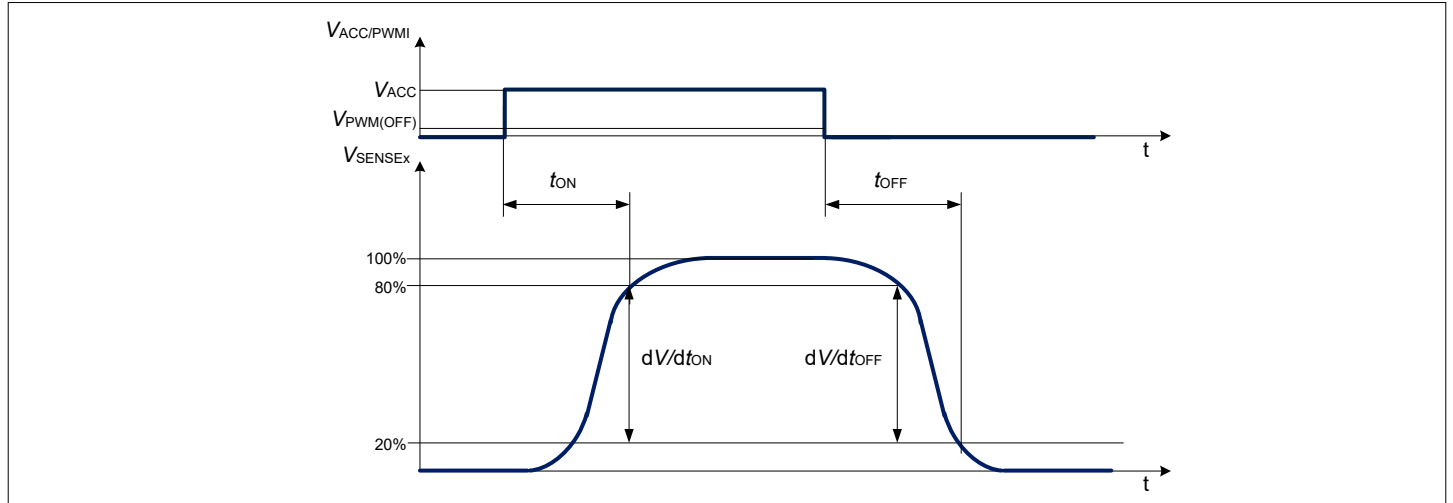 VACC/PWMI
VACC
VPWM(OFF)
t
VSENSEx
tON
tOFF
100%
80%
dV/dtON
dV/dtOFF
20%
t